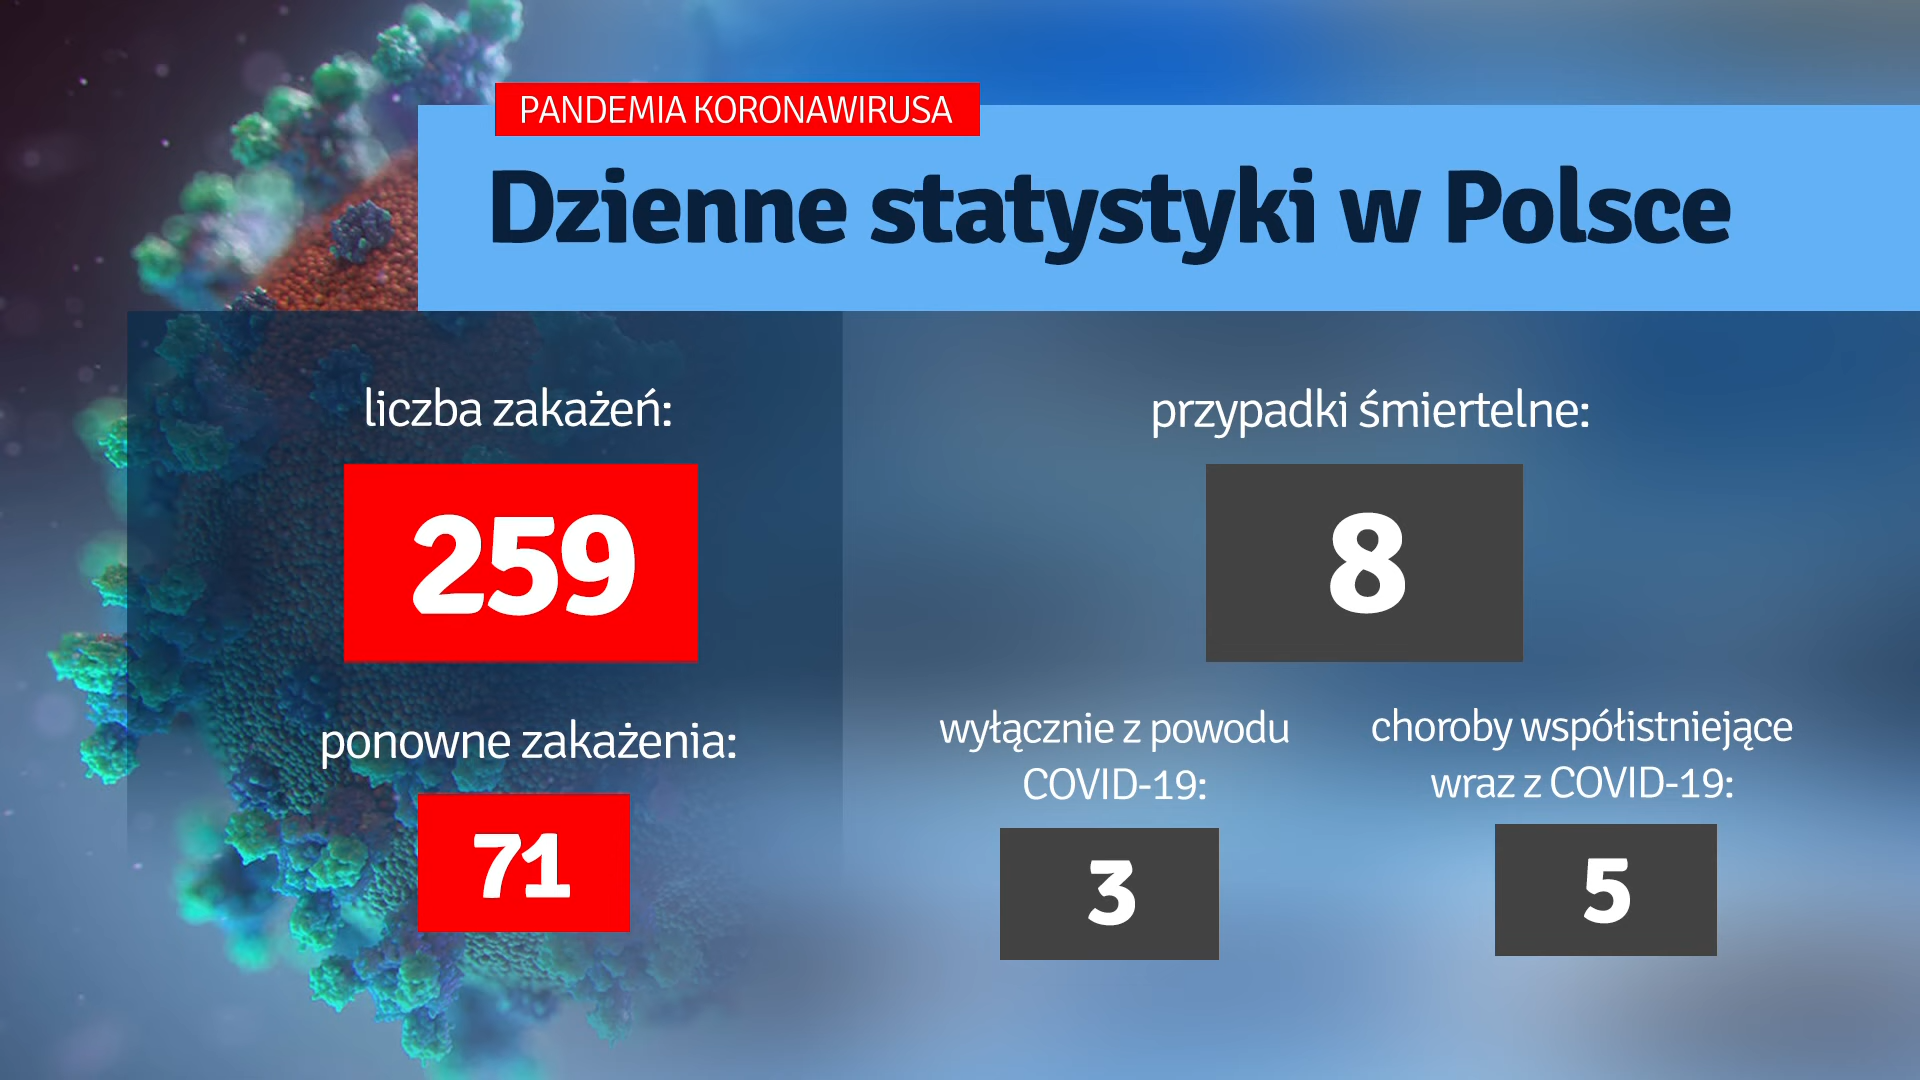 PANDEMIA KORONAWIRUSA
Dzienne statystyki w Polsce
liczba zakażeń:
259
ponowne zakażenia:
71
przypadki śmiertelne:
8
wyłącznie z powodu
COVID-19:
3
choroby współistniejące
wraz z COVID-19:
5